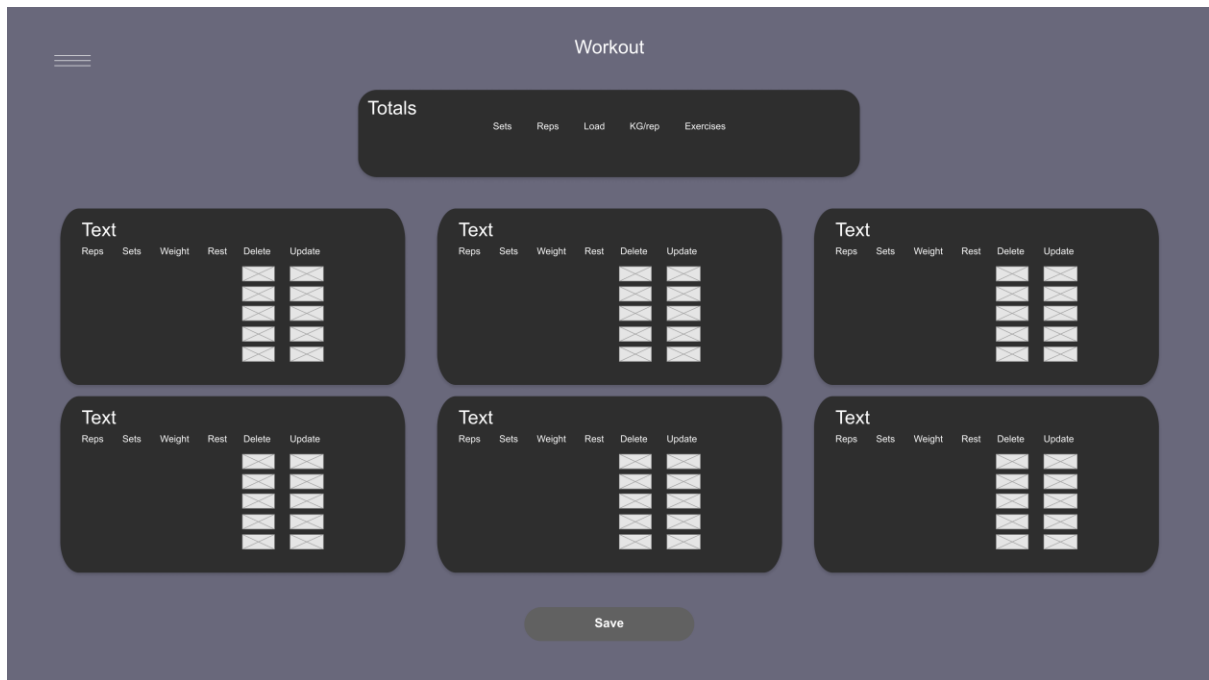 Workout
Totals
Sets Reps Load KG/rep Exercises
Text
Reps Sets Weight Rest Delete Update
Text
Reps Sets Weight Rest Delete Update
Text
Reps Sets Weight Rest Delete Update
Text
Reps Sets Weight Rest Delete Update
Text
Reps Sets Weight Rest Delete Update
Text
Reps Sets Weight Rest Delete Update
Save